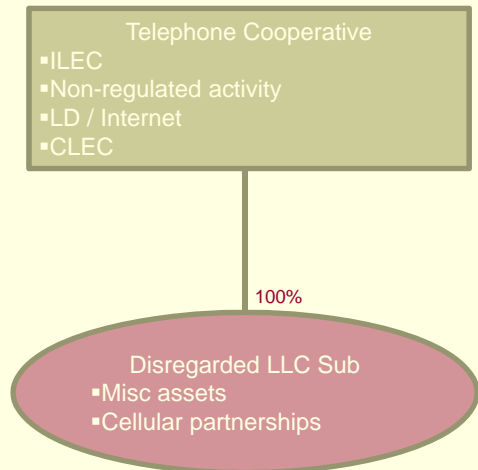 Telephone Cooperative
▪ILEC
▪Non-regulated activity
▪LD / Internet
▪CLEC
100%
Disregarded LLC Sub
▪Misc assets
▪Cellular partnerships